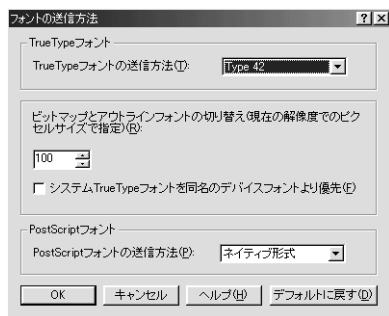 フォントの送信方法
TrueTypeフォント
TrueTypeフォントの送信方法(T): Type 42
ビットマップとアウトラインフォントの切り替え(現在の解像度でのピク
セルサイズで指定)(R):
100
システムTrueTypeフォントを同名のデバイスフォントより優先(F)
PostScriptフォント
PostScriptフォントの送信方法(P): ネイティブ形式
OK キャンセル ヘルプ(H) デフォルトに戻す(D)